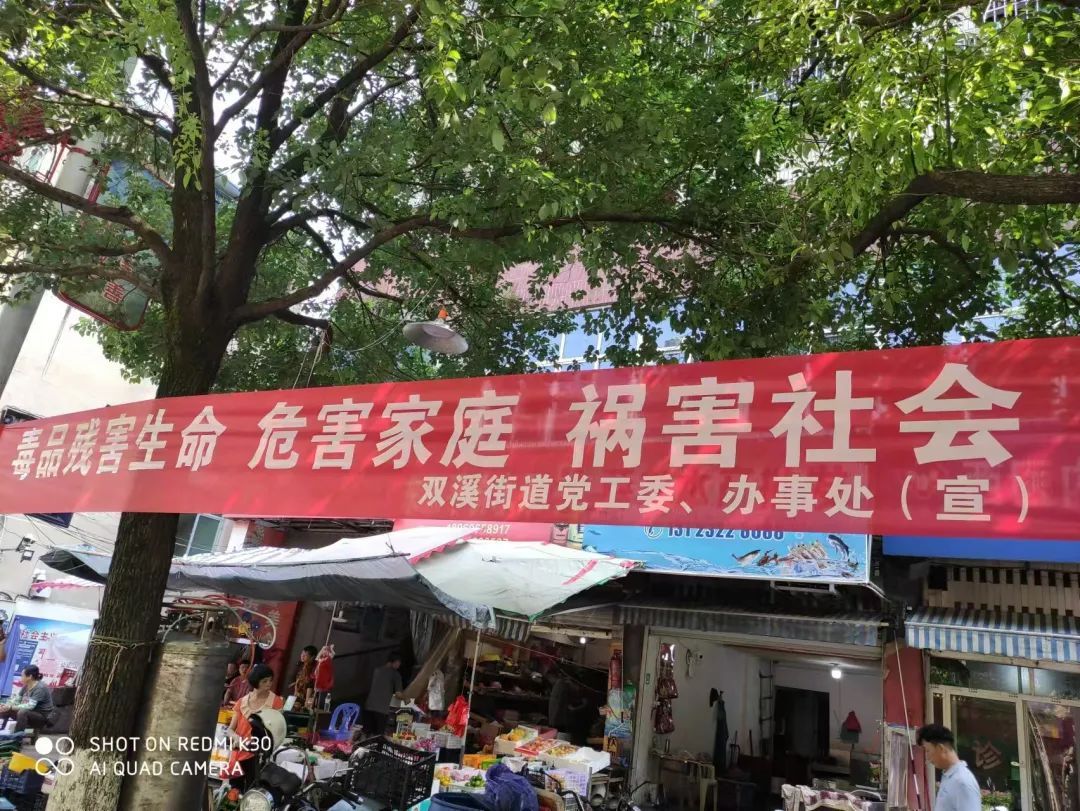 毒品残害生命 危害家庭 祸害社会
双溪街道党工委、办事处（宣）
SHOT ON REDMI K30
AI QUAD CAMERA